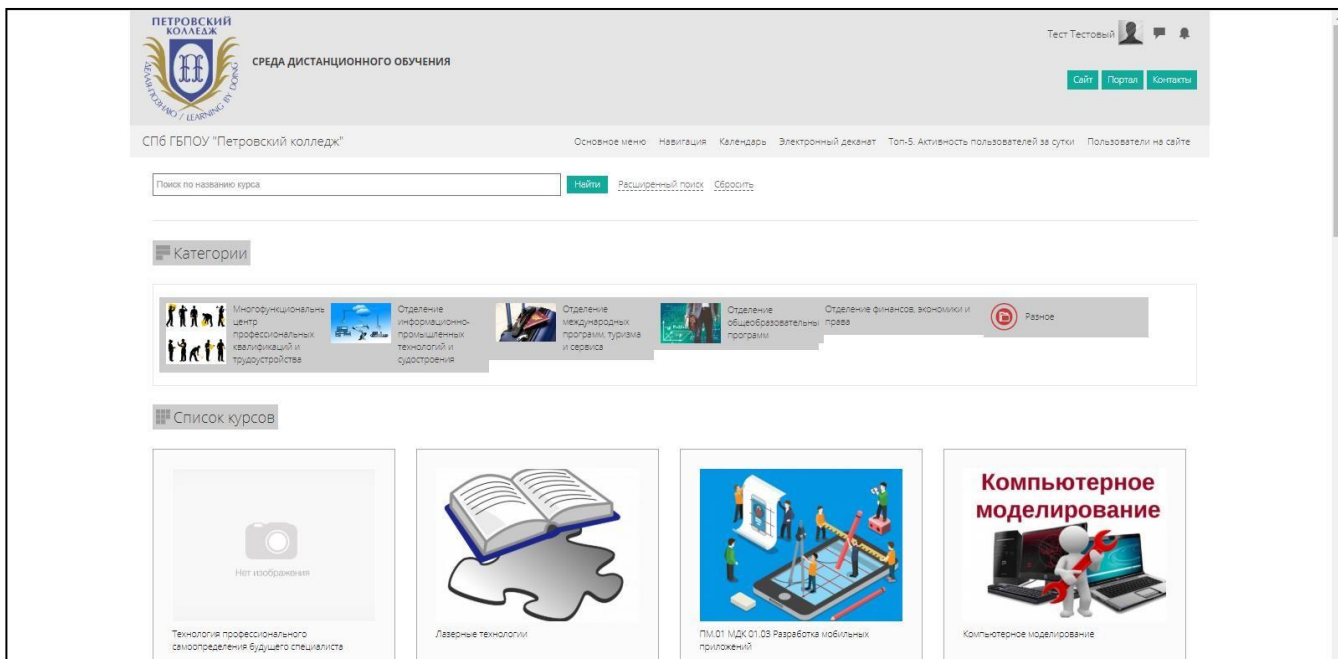 ПЕТРОВСКИЙ
КОЛЛЕДЖ
ДЕЛАЯ-ПОЗНАЮ / LEARNING BY DOING
СРЕДА ДИСТАНЦИОННОГО ОБУЧЕНИЯ
Тест Тестовый
Сайт Портал Контакты
СПб ГБПОУ "Петровский колледж"
Основное меню Навигация Календарь Электронный деканат Топ-5. Активность пользователей за сутки Пользователи на сайте
Поиск по названию курса
Найти Расширенный поиск Сбросить
Категории
Многофункциональн
центр
профессиональных
квалификаций и
трудоустройства
Отделение
информационно-
промышленных
технологий и
судостроения
Отделение
международных
программ, туризма
и сервиса
Отделение
общеобразовательны
программ
Отделение финансов, экономики и
права
Разное
Список курсов
Нет изображения
Технология профессионального
самоопределения будущего специалиста
Лазерные технологии
ПМ.01 МДК 01.03 Разработка мобильных
приложений
Компьютерное
моделирование
Компьютерное моделирование